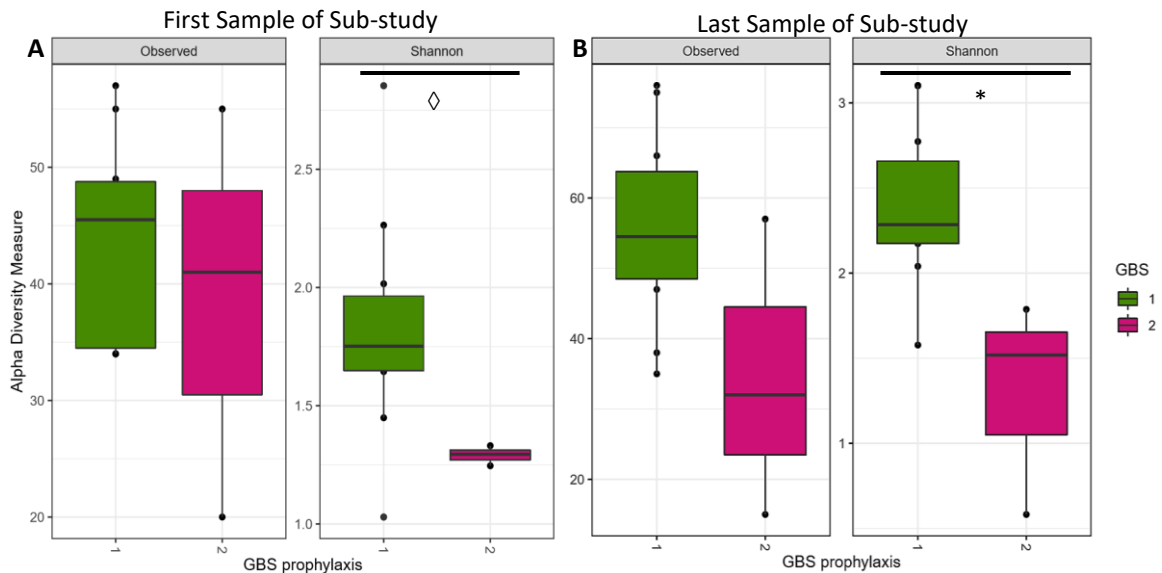 First Sample of Sub-study
Last Sample of Sub-study
A
Observed
Shannon
B
Observed
Shannon
◊
*
Alpha Diversity Measure
50
40
30
20
2.5
2.0
1.5
1.0
60
40
20
3
2
1
1
2
1
2
1
2
1
2
GBS prophylaxis
GBS prophylaxis
GBS
1
2